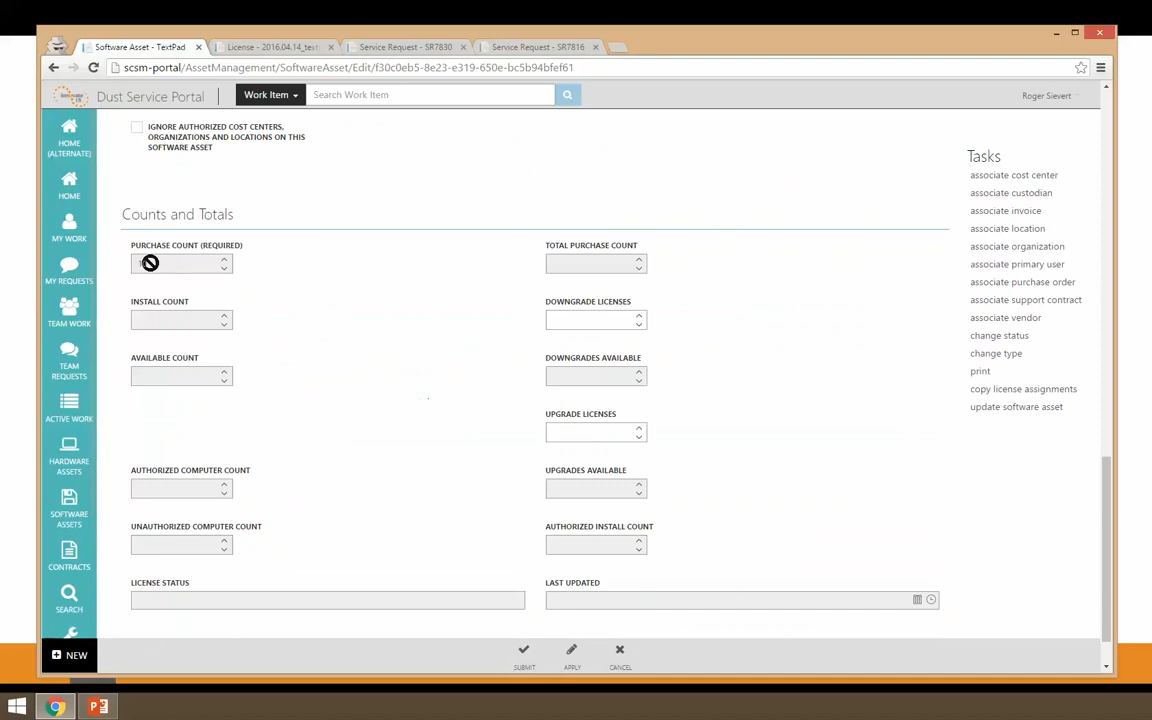 Software Asset - TextPad
License - 2016.04.14_test
Service Request - SR7830
Service Request - SR7816
scsm-portal/AssetManagement/SoftwareAsset/Edit/f30c0eb5-8e23-e319-650e-bc5b94bfef61
Dust Service Portal
Work Item
Search Work Item
Roger Sievert
HOME (ALTERNATE)
HOME
MY WORK
MY REQUESTS
TEAM WORK
TEAM REQUESTS
ACTIVE WORK
HARDWARE ASSETS
SOFTWARE ASSETS
CONTRACTS
SEARCH
NEW
IGNORE AUTHORIZED COST CENTERS,
ORGANIZATIONS AND LOCATIONS ON THIS
SOFTWARE ASSET
Counts and Totals
PURCHASE COUNT (REQUIRED)
TOTAL PURCHASE COUNT
INSTALL COUNT
DOWNGRADE LICENSES
AVAILABLE COUNT
DOWNGRADES AVAILABLE
UPGRADE LICENSES
AUTHORIZED COMPUTER COUNT
UPGRADES AVAILABLE
UNAUTHORIZED COMPUTER COUNT
AUTHORIZED INSTALL COUNT
LICENSE STATUS
LAST UPDATED
Tasks
associate cost center
associate custodian
associate invoice
associate location
associate organization
associate primary user
associate purchase order
associate support contract
associate vendor
change status
change type
print
copy license assignments
update software asset
SUBMIT
APPLY
CANCEL